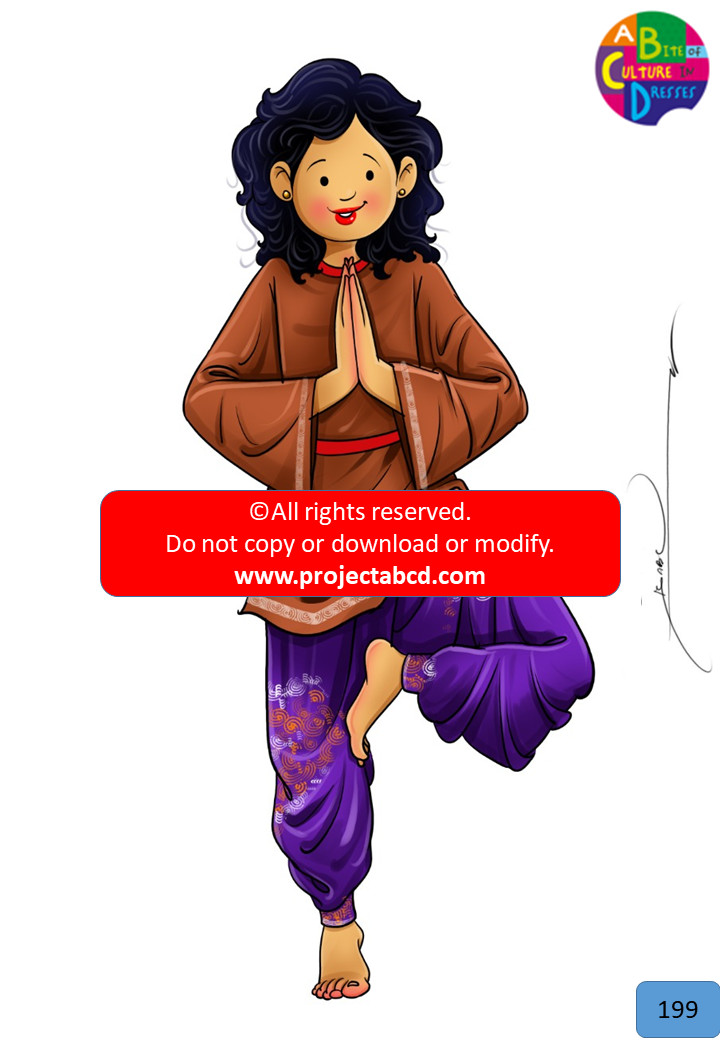 A BITE OF
CULTURE IN
DRESSES
©All rights reserved.
Do not copy or download or modify.
www.projectabcd.com
199